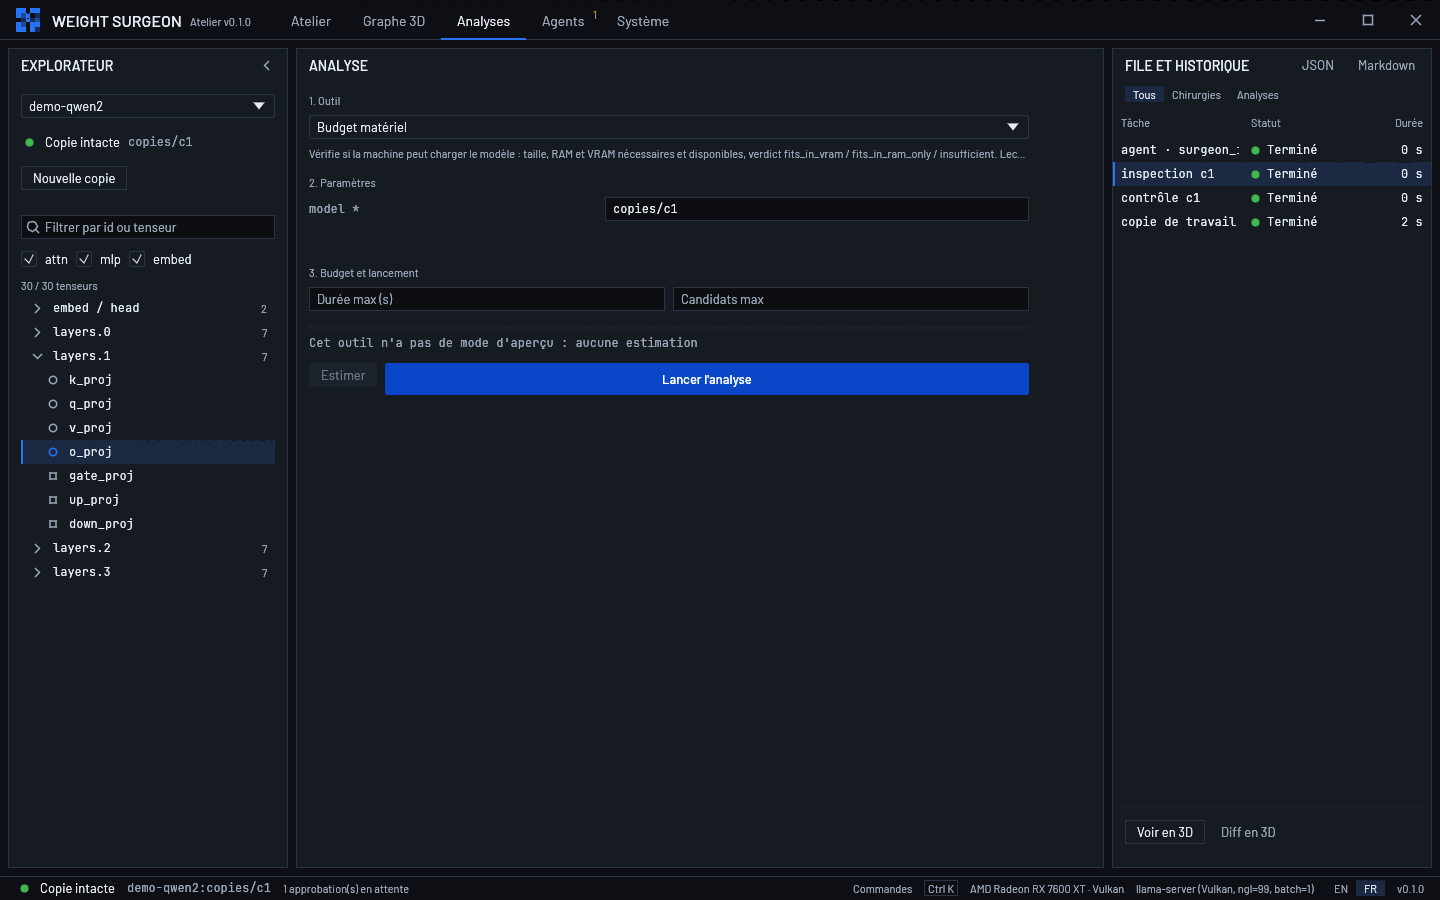 WEIGHT SURGEON Atelier v0.1.0 Atelier Graphe 3D Analyses Agents 1 Système
EXPLORATEUR
demo-qwen2
Copie intacte copies/c1
Nouvelle copie
Filtrer par id ou tenseur
attn mlp embed
30 / 30 tenseurs
embed / head 2
layers.0 7
layers.1 7
k_proj
q_proj
v_proj
o_proj
gate_proj
up_proj
down_proj
layers.2 7
layers.3 7
ANALYSE
1. Outil
Budget matériel
Vérifie si la machine peut charger le modèle : taille, RAM et VRAM nécessaires et disponibles, verdict fits_in_vram / fits_in_ram_only / insufficient. Lec...
2. Paramètres
model * copies/c1
3. Budget et lancement
Durée max (s) Candidats max
Cet outil n'a pas de mode d'aperçu : aucune estimation
Estimer Lancer l'analyse
FILE ET HISTORIQUE JSON Markdown
Tous Chirurgies Analyses
Tâche Statut Durée
agent · surgeon_ Terminé 0 s
inspection c1 Terminé 0 s
contrôle c1 Terminé 0 s
copie de travail Terminé 2 s
Voir en 3D Diff en 3D
Copie intacte demo-qwen2:copies/c1 1 approbation(s) en attente Commandes Ctrl K AMD Radeon RX 7600 XT · Vulkan llama-server (Vulkan, ngl=99, batch=1) EN FR v0.1.0